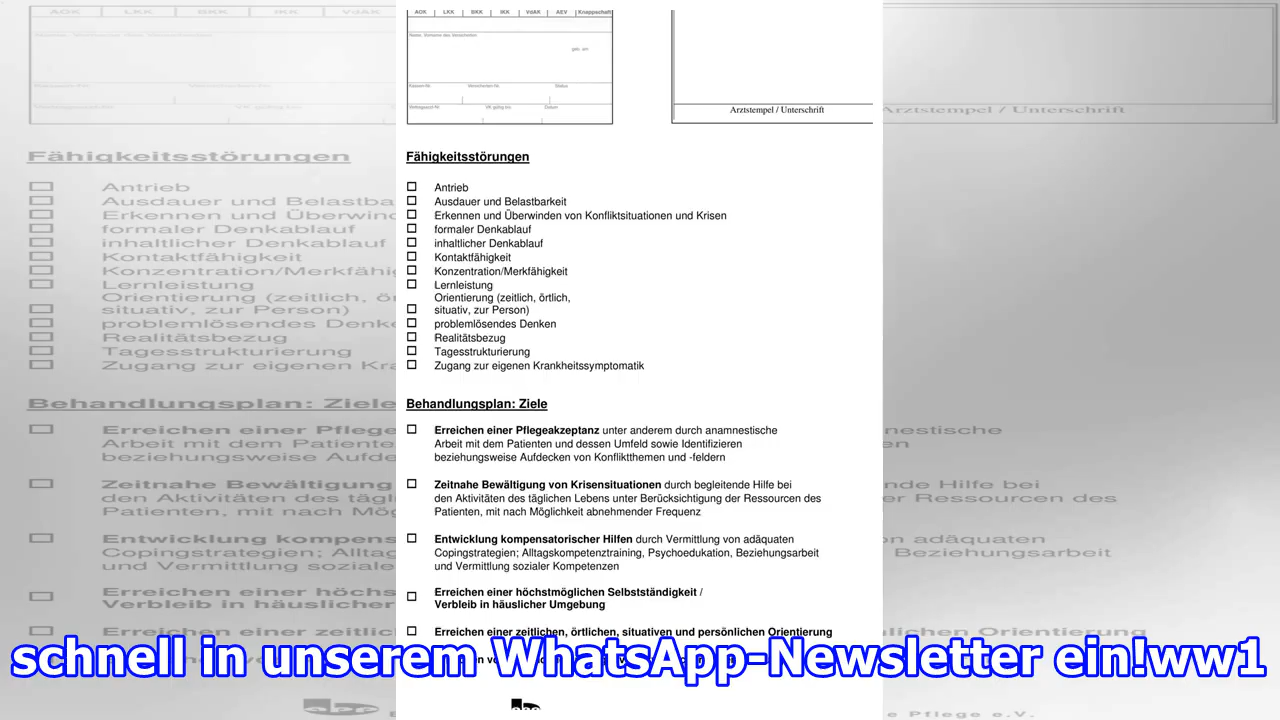 AOK LKK BKK IKK VdAK AEV Knappschaft
Name, Vorname des Versicherten
geb. am
Kassen-Nr. Versicherten-Nr. Status
Vertragsarzt-Nr. VK gültig bis Datum
Arztstempel / Unterschrift
Fähigkeitsstörungen
Antrieb
Ausdauer und Belastbarkeit
Erkennen und Überwinden von Konfliktsituationen und Krisen
formaler Denkablauf
inhaltlicher Denkablauf
Kontaktfähigkeit
Konzentration/Merkfähigkeit
Lernleistung
Orientierung (zeitlich, örtlich,
situativ, zur Person)
problemlösendes Denken
Realitätsbezug
Tagesstrukturierung
Zugang zur eigenen Krankheitssymptomatik
Behandlungsplan: Ziele
Erreichen einer Pflegeakzeptanz unter anderem durch anamnestische
Arbeit mit dem Patienten und dessen Umfeld sowie Identifizieren
beziehungsweise Aufdecken von Konfliktthemen und -feldern
Zeitnahe Bewältigung von Krisensituationen durch begleitende Hilfe bei
den Aktivitäten des täglichen Lebens unter Berücksichtigung der Ressourcen des
Patienten, mit nach Möglichkeit abnehmender Frequenz
Entwicklung kompensatorischer Hilfen durch Vermittlung von adäquaten
Copingstrategien; Alltagskompetenztraining, Psychoedukation, Beziehungsarbeit
und Vermittlung sozialer Kompetenzen
Erreichen einer höchstmöglichen Selbstständigkeit /
Verbleib in häuslicher Umgebung
Erreichen einer zeitlichen, örtlichen, situativen und persönlichen Orientierung
schnell in unserem WhatsApp-Newsletter ein!ww1